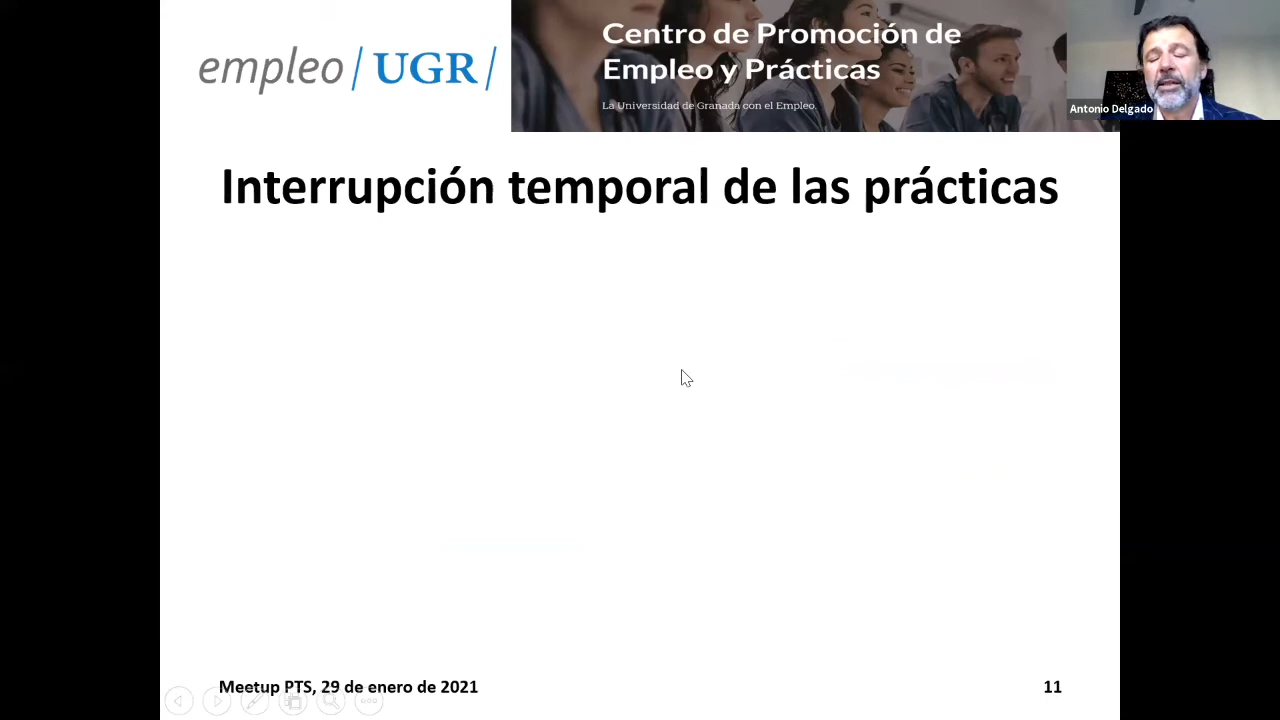 empleo/UGR/
Centro de Promoción de
Empleo y Prácticas
La Universidad de Granada con el Empleo.
Antonio Delgado
Interrupción temporal de las prácticas
Meetup PTS, 29 de enero de 2021
11